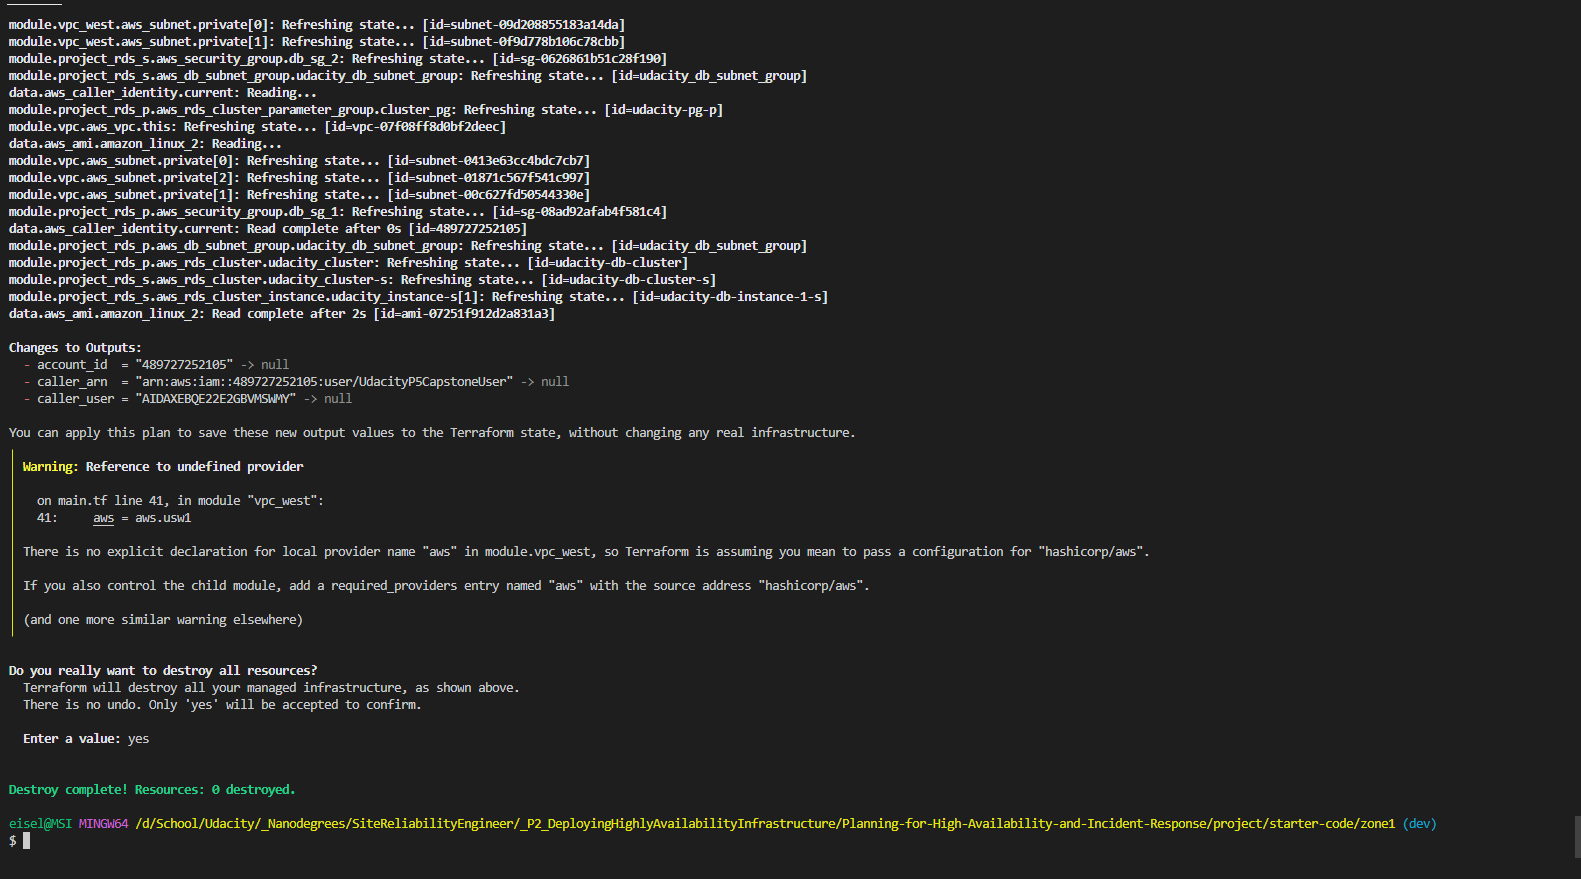 module.vpc_west.aws_subnet.private[0]: Refreshing state... [id=subnet-09d208855183a14da]
module.vpc_west.aws_subnet.private[1]: Refreshing state... [id=subnet-0f9d778b106c78cbb]
module.project_rds_s.aws_security_group.db_sg_2: Refreshing state... [id=sg-0626861b51c28f190]
module.project_rds_s.aws_db_subnet_group.udacity_db_subnet_group: Refreshing state... [id=udacity_db_subnet_group]
data.aws_caller_identity.current: Reading...
module.project_rds_p.aws_rds_cluster_parameter_group.cluster_pg: Refreshing state... [id=udacity-pg-p]
module.vpc.aws_vpc.this: Refreshing state... [id=vpc-07f08ff8d0bf2deec]
data.aws_ami.amazon_linux_2: Reading...
module.vpc.aws_subnet.private[0]: Refreshing state... [id=subnet-0413e63cc4bdc7cb7]
module.vpc.aws_subnet.private[2]: Refreshing state... [id=subnet-01871c567f541c997]
module.vpc.aws_subnet.private[1]: Refreshing state... [id=subnet-00c627fd50544330e]
module.project_rds_p.aws_security_group.db_sg_1: Refreshing state... [id=sg-08ad92afab4f581c4]
data.aws_caller_identity.current: Read complete after 0s [id=489727252105]
module.project_rds_p.aws_db_subnet_group.udacity_db_subnet_group: Refreshing state... [id=udacity_db_subnet_group]
module.project_rds_p.aws_rds_cluster.udacity_cluster: Refreshing state... [id=udacity-db-cluster]
module.project_rds_s.aws_rds_cluster.udacity_cluster-s: Refreshing state... [id=udacity-db-cluster-s]
module.project_rds_s.aws_rds_cluster_instance.udacity_instance-s[1]: Refreshing state... [id=udacity-db-instance-1-s]
data.aws_ami.amazon_linux_2: Read complete after 2s [id=ami-07251f912d2a831a3]
Changes to Outputs:
- account_id  = "489727252105" -> null
- caller_arn  = "arn:aws:iam::489727252105:user/UdacityP5CapstoneUser" -> null
- caller_user = "AIDAXEBQE22E2GBVMSWMY" -> null
You can apply this plan to save these new output values to the Terraform state, without changing any real infrastructure.
Warning: Reference to undefined provider
on main.tf line 41, in module "vpc_west":
41:     aws = aws.usw1
There is no explicit declaration for local provider name "aws" in module.vpc_west, so Terraform is assuming you mean to pass a configuration for "hashicorp/aws".
If you also control the child module, add a required_providers entry named "aws" with the source address "hashicorp/aws".
(and one more similar warning elsewhere)
Do you really want to destroy all resources?
Terraform will destroy all your managed infrastructure, as shown above.
There is no undo. Only 'yes' will be accepted to confirm.
Enter a value: yes
Destroy complete! Resources: 0 destroyed.
eisel@MSI MINGW64 /d/School/Udacity/_Nanodegrees/SiteReliabilityEngineer/_P2_DeployingHighlyAvailabilityInfrastructure/Planning-for-High-Availability-and-Incident-Response/project/starter-code/zone1 (dev)
$